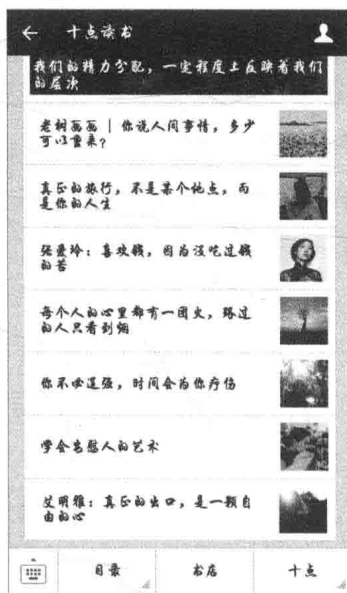 十点读书
我们的精力分配，一定程度上反映着我们
的层次
老树画画 | 你说人间事情，多少
可以重来？
真正的旅行，不是某个地点，而
是你的人生
张爱玲：喜欢钱，因为没吃过钱
的苦
每个人的心里都有一团火，路过
的人只看到烟
你不必逞强，时间会为你疗伤
学会安慰人的艺术
艾明雅：真正的出口，是一颗自
由的心
目录
书店
十点